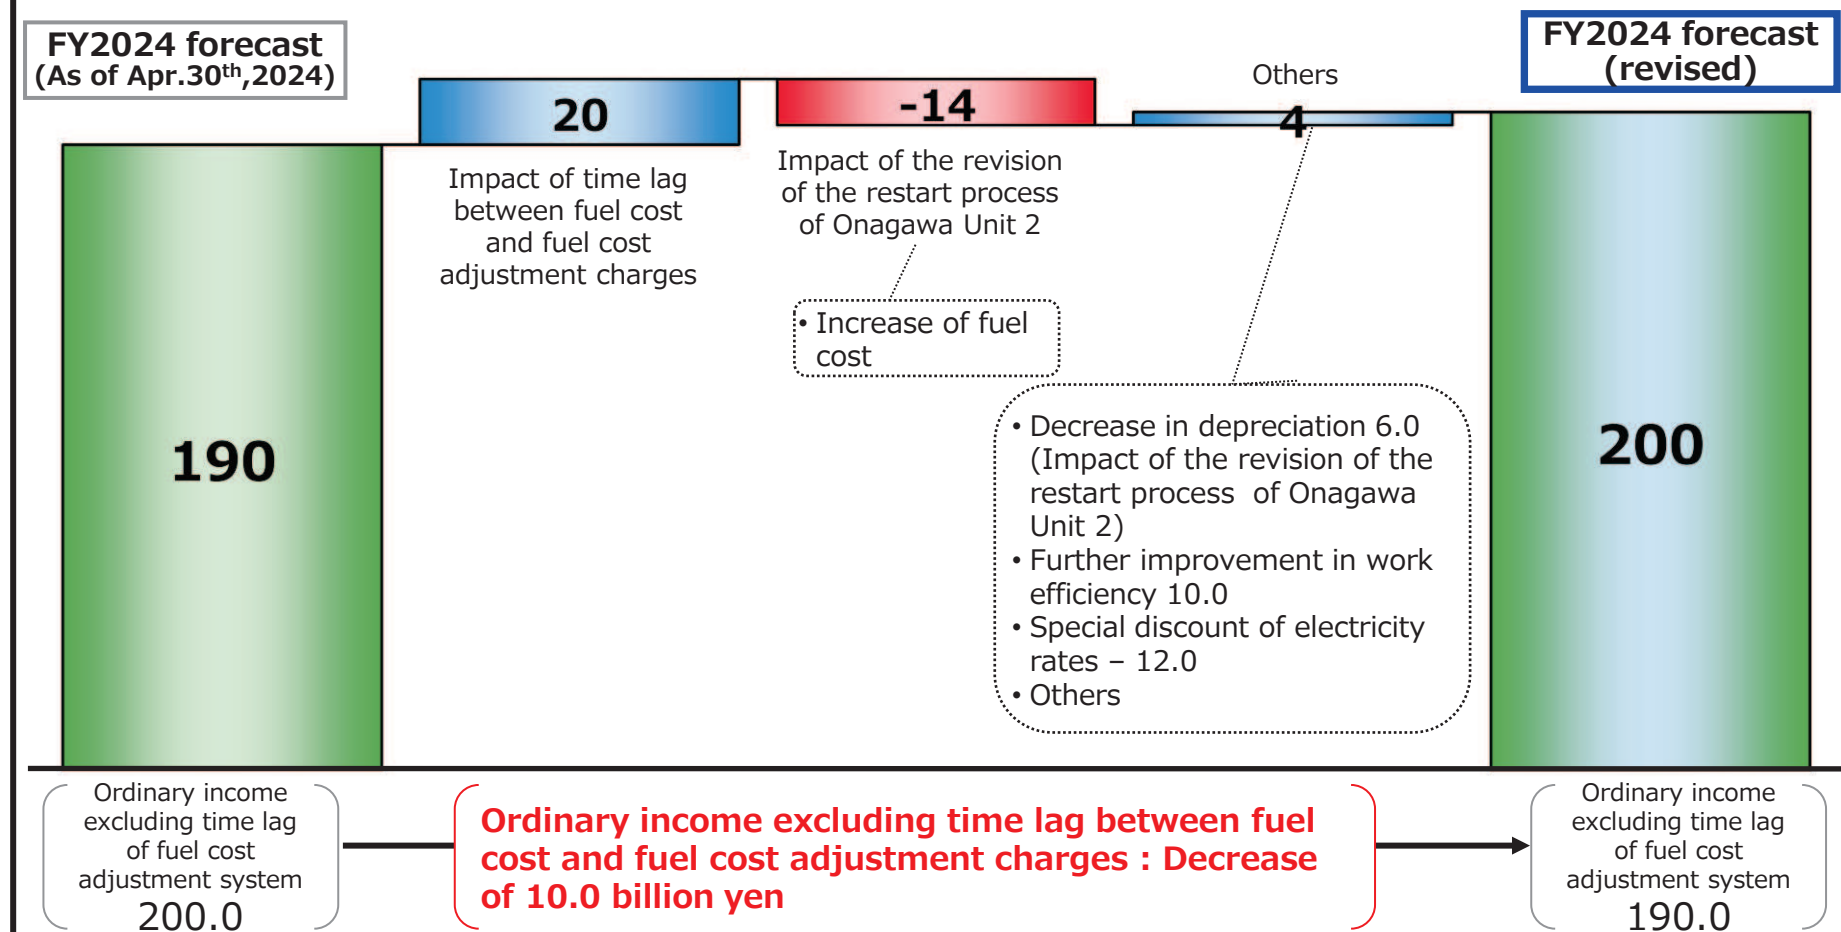 FY2024 forecast
(As of Apr.30th,2024)
190
20
Impact of time lag
between fuel cost
and fuel cost
adjustment charges
-14
Impact of the revision
of the restart process
of Onagawa Unit 2
• Increase of fuel
cost
Others
4
• Decrease in depreciation 6.0
(Impact of the revision of the
restart process of Onagawa
Unit 2)
• Further improvement in work
efficiency 10.0
• Special discount of electricity
rates – 12.0
• Others
FY2024 forecast
(revised)
200
Ordinary income
excluding time lag
of fuel cost
adjustment system
200.0
Ordinary income excluding time lag between fuel
cost and fuel cost adjustment charges : Decrease
of 10.0 billion yen
Ordinary income
excluding time lag
of fuel cost
adjustment system
190.0